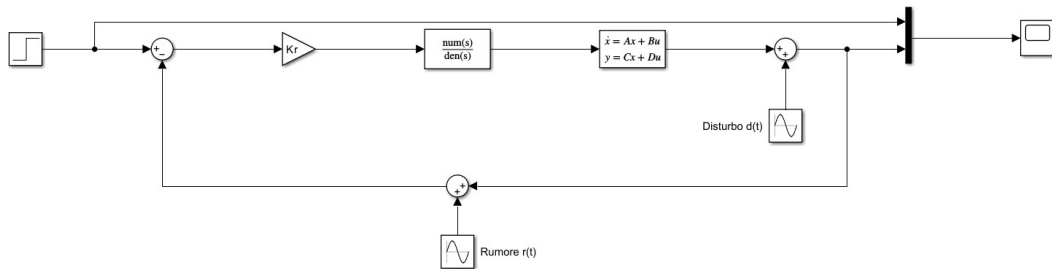 Kr
num(s)
den(s)
ẋ = Ax + Bu
y = Cx + Du
Disturbo d(t)
Rumore r(t)